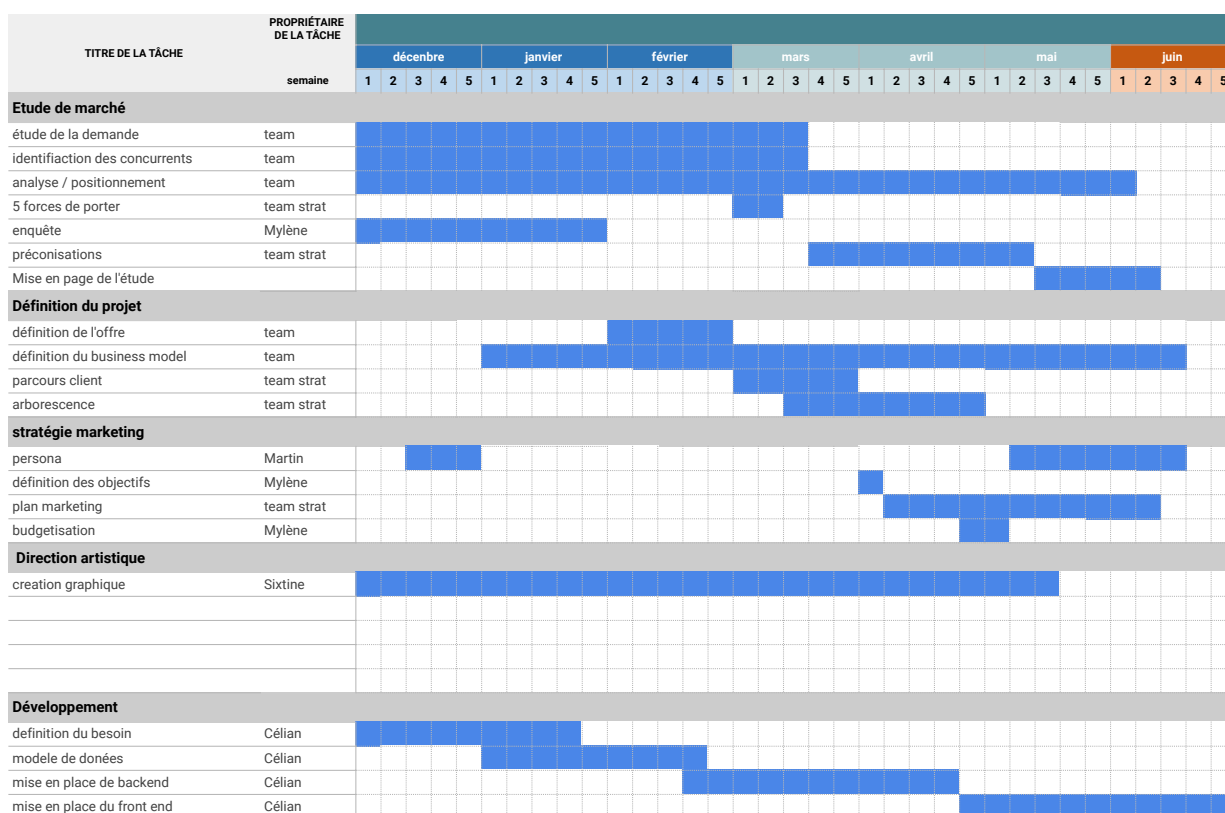 PROPRIÉTAIRE
DE LA TÂCHE
TITRE DE LA TÂCHE
décenbre janvier février mars avril mai juin
semaine 1 2 3 4 5 1 2 3 4 5 1 2 3 4 5 1 2 3 4 5 1 2 3 4 5 1 2 3 4 5 1 2 3 4 5
Etude de marché
étude de la demande team
identifiaction des concurrents team
analyse / positionnement team
5 forces de porter team strat
enquête Mylène
préconisations team strat
Mise en page de l'étude
Définition du projet
définition de l'offre team
définition du business model team
parcours client team strat
arborescence team strat
stratégie marketing
persona Martin
définition des objectifs Mylène
plan marketing team strat
budgetisation Mylène
Direction artistique
creation graphique Sixtine
Développement
definition du besoin Célian
modele de donées Célian
mise en place de backend Célian
mise en place du front end Célian